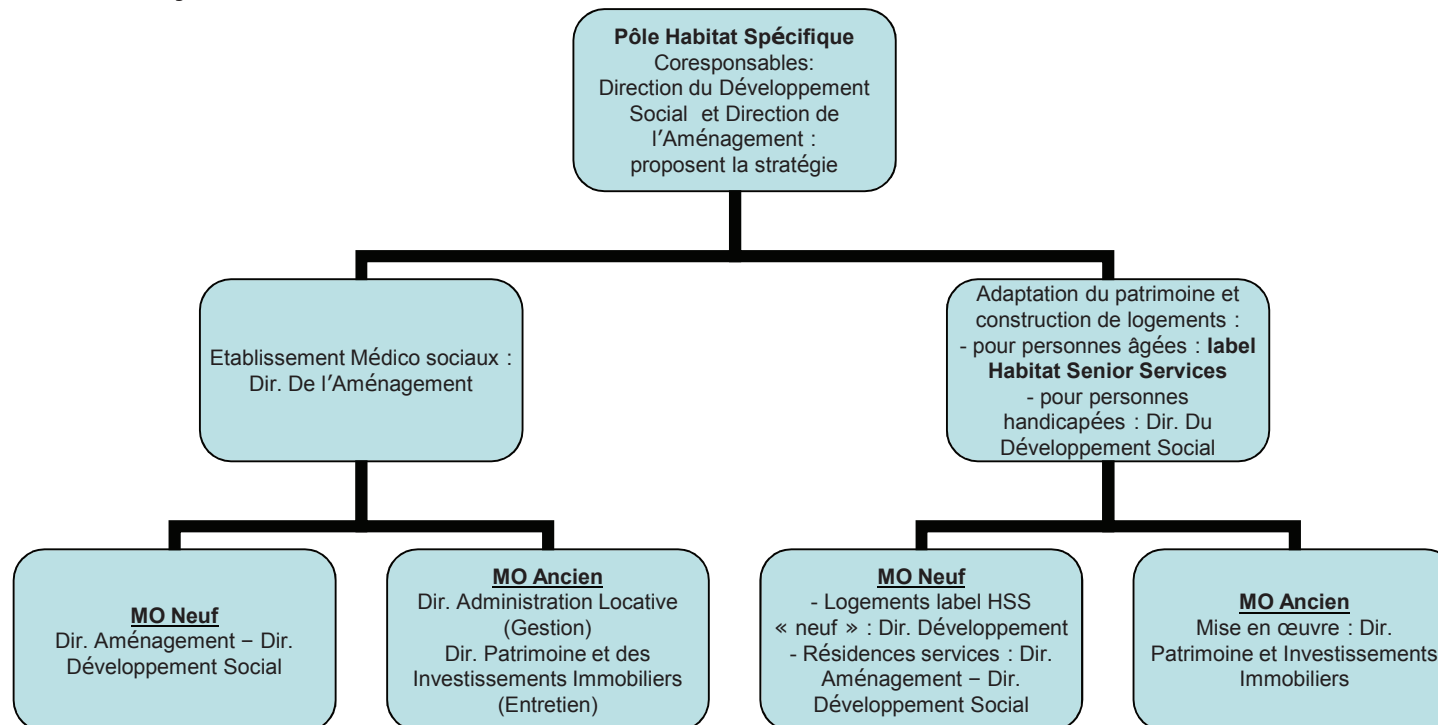 Pôle Habitat Spécifique
Coresponsables:
Direction du Développement
Social et Direction de
l'Aménagement :
proposent la stratégie
Etablissement Médico sociaux :
Dir. De l'Aménagement
Adaptation du patrimoine et
construction de logements :
- pour personnes âgées : label
Habitat Senior Services
- pour personnes
handicapées : Dir. Du
Développement Social
MO Neuf
Dir. Aménagement – Dir.
Développement Social
MO Ancien
Dir. Administration Locative
(Gestion)
Dir. Patrimoine et des
Investissements Immobiliers
(Entretien)
MO Neuf
- Logements label HSS
« neuf » : Dir. Développement
- Résidences services : Dir.
Aménagement – Dir.
Développement Social
MO Ancien
Mise en œuvre : Dir.
Patrimoine et Investissements
Immobiliers